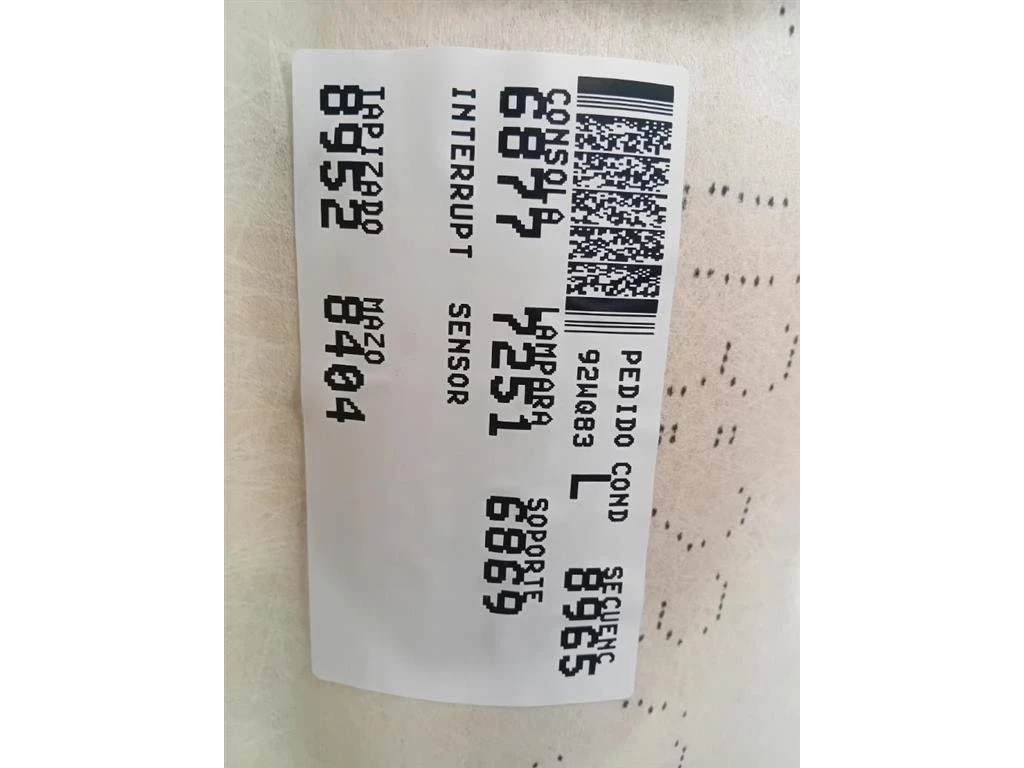 PEDIDO COND SECUENC
92WQ83 L 8965
CONSOLA LAMPARA SOPORTE
6877 7251 6869
INTERRUPT SENSOR
TAPIZADO MAZO
8952 8404